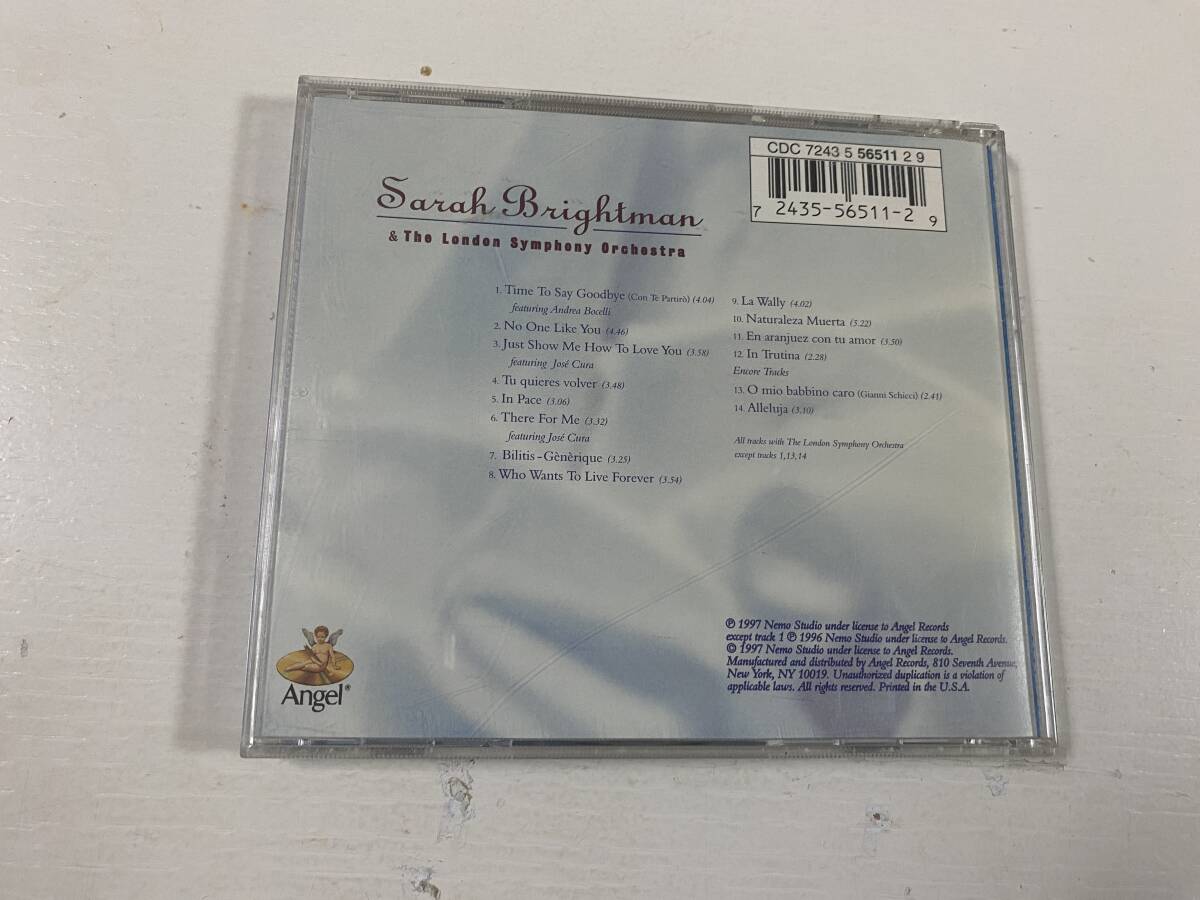 CDC 7243 5 56511 2 9
7 2435-56511-2 9
Sarah Brightman
& The London Symphony Orchestra
1. Time To Say Goodbye (Con Te Partirò) (4.04)
featuring Andrea Bocelli
2. No One Like You (4.46)
3. Just Show Me How To Love You (3.58)
featuring José Cura
4. Tu quieres volver (3.48)
5. In Pace (3.06)
6. There For Me (3.32)
featuring José Cura
7. Bilitis-Gènèrique (3.25)
8. Who Wants To Live Forever (3.54)
9. La Wally (4.02)
10. Naturaleza Muerta (5.22)
11. En aranjuez con tu amor (3.50)
12. In Trutina (2.28)
Encore Tracks
13. O mio babbino caro (Gianni Schicci) (2.41)
14. Alleluja (3.10)
All tracks with The London Symphony Orchestra
except tracks 1,13,14
℗ 1997 Nemo Studio under license to Angel Records
except track 1 ℗ 1996 Nemo Studio under license to Angel Records.
© 1997 Nemo Studio under license to Angel Records.
Manufactured and distributed by Angel Records, 810 Seventh Avenue,
New York, NY 10019. Unauthorized duplication is a violation of
applicable laws. All rights reserved. Printed in the U.S.A.
Angel®